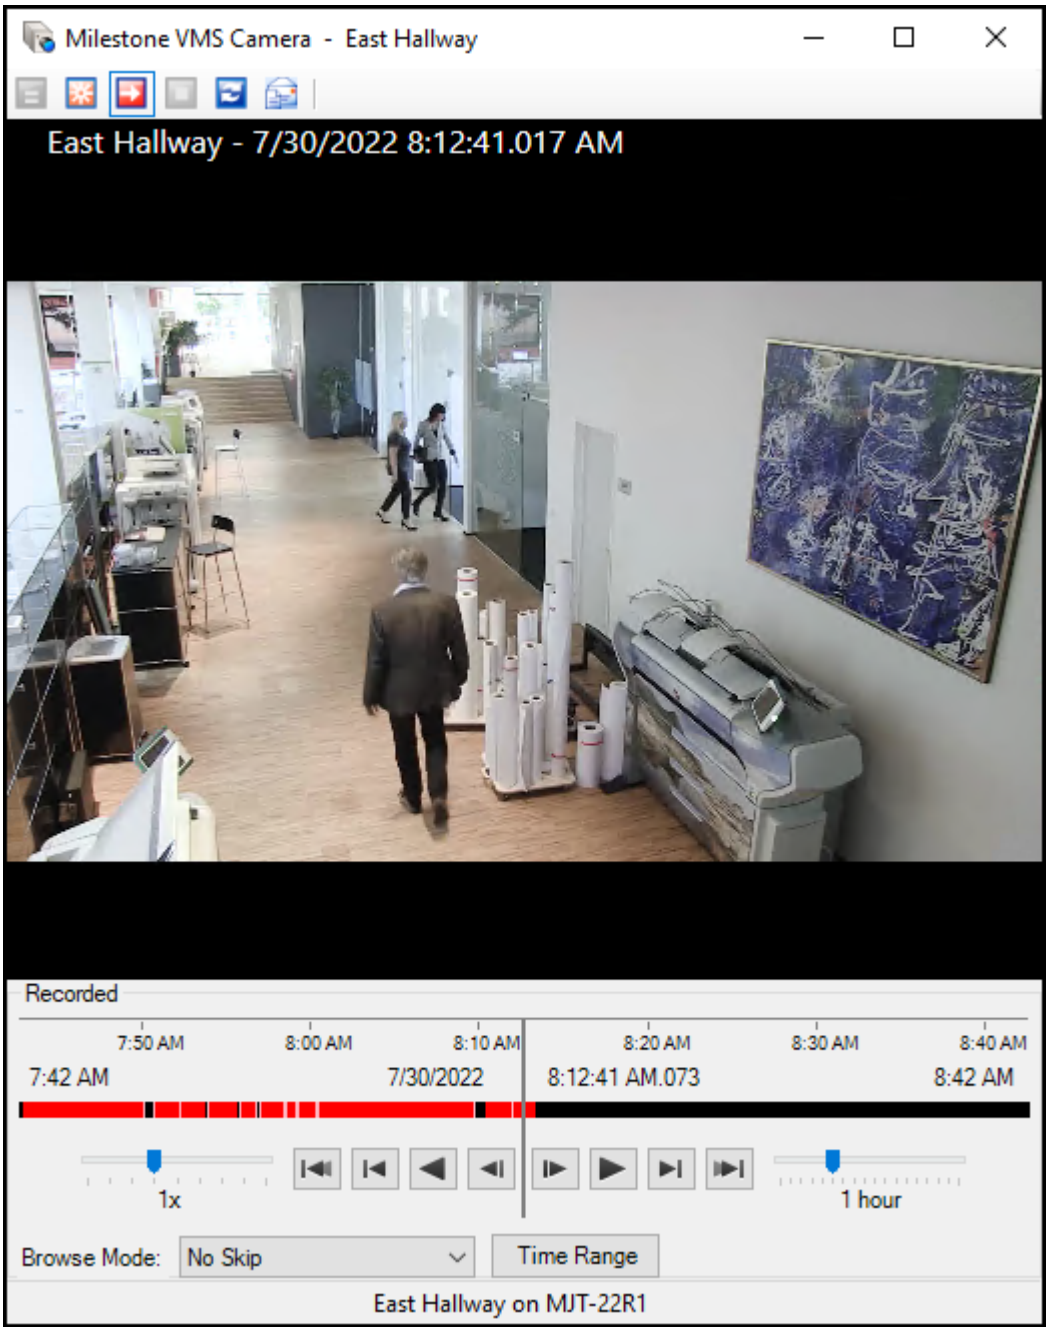 Milestone VMS Camera - East Hallway
East Hallway - 7/30/2022 8:12:41.017 AM
Recorded
7:50 AM 8:00 AM 8:10 AM 8:20 AM 8:30 AM 8:40 AM
7:42 AM 7/30/2022 8:12:41 AM.073 8:42 AM
1x 1 hour
Browse Mode: No Skip Time Range
East Hallway on MJT-22R1